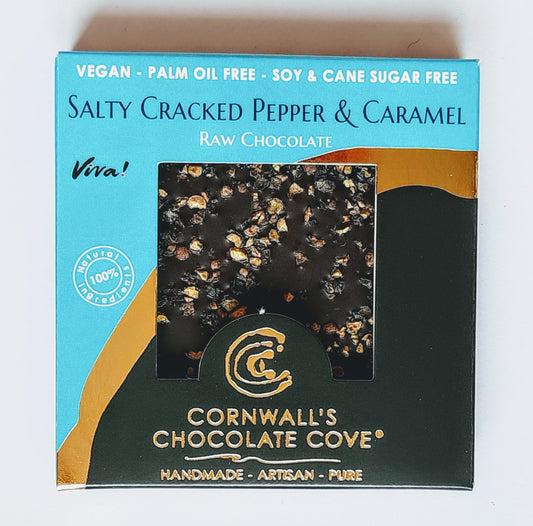 VEGAN - PALM OIL FREE - SOY & CANE SUGAR FREE
SALTY CRACKED PEPPER & CARAMEL
RAW CHOCOLATE
Viva!
Natural
100%
Ingredients
CORNWALL'S
CHOCOLATE COVE®
HANDMADE - ARTISAN - PURE